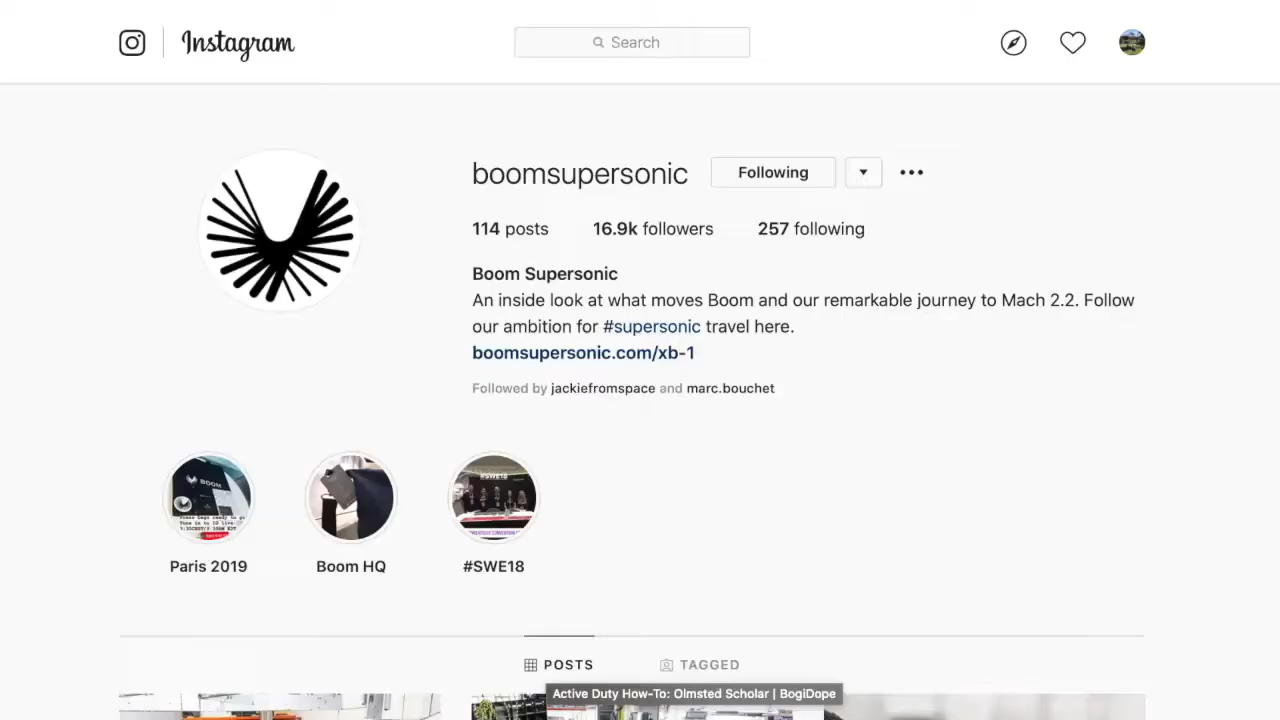 Instagram
Search
boomsupersonic
Following
114 posts
16.9k followers
257 following
Boom Supersonic
An inside look at what moves Boom and our remarkable journey to Mach 2.2. Follow
our ambition for #supersonic travel here.
boomsupersonic.com/xb-1
Followed by jackiefromspace and marc.bouchet
BOOM
#SWE18
Paris 2019
Boom HQ
#SWE18
POSTS
TAGGED
Active Duty How-To: Olmsted Scholar | BogiDope